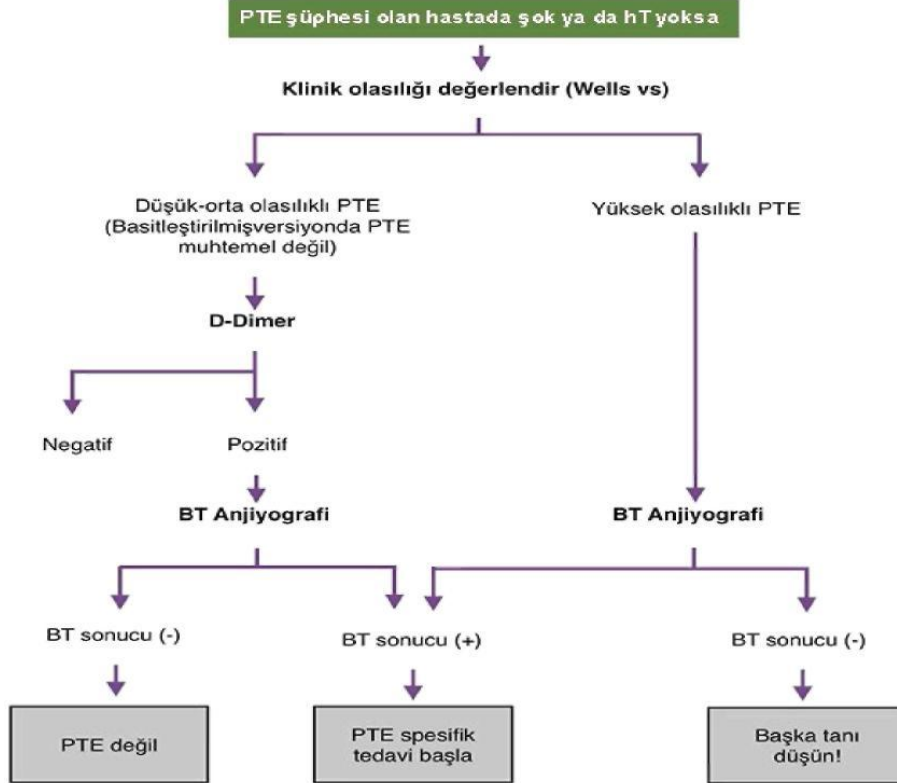 PTE şüphesi olan hastada şok ya da hT yoksa
Klinik olasılığı değerlendir (Wells vs)
Düşük-orta olasılıklı PTE
(Basitleştirilmişversiyonda PTE
muhtemel değil)
Yüksek olasılıklı PTE
D-Dimer
Negatif
Pozitif
BT Anjiyografi
BT Anjiyografi
BT sonucu (-)
BT sonucu (+)
BT sonucu (-)
PTE değil
PTE spesifik
tedavi başla
Başka tanı
düşün!